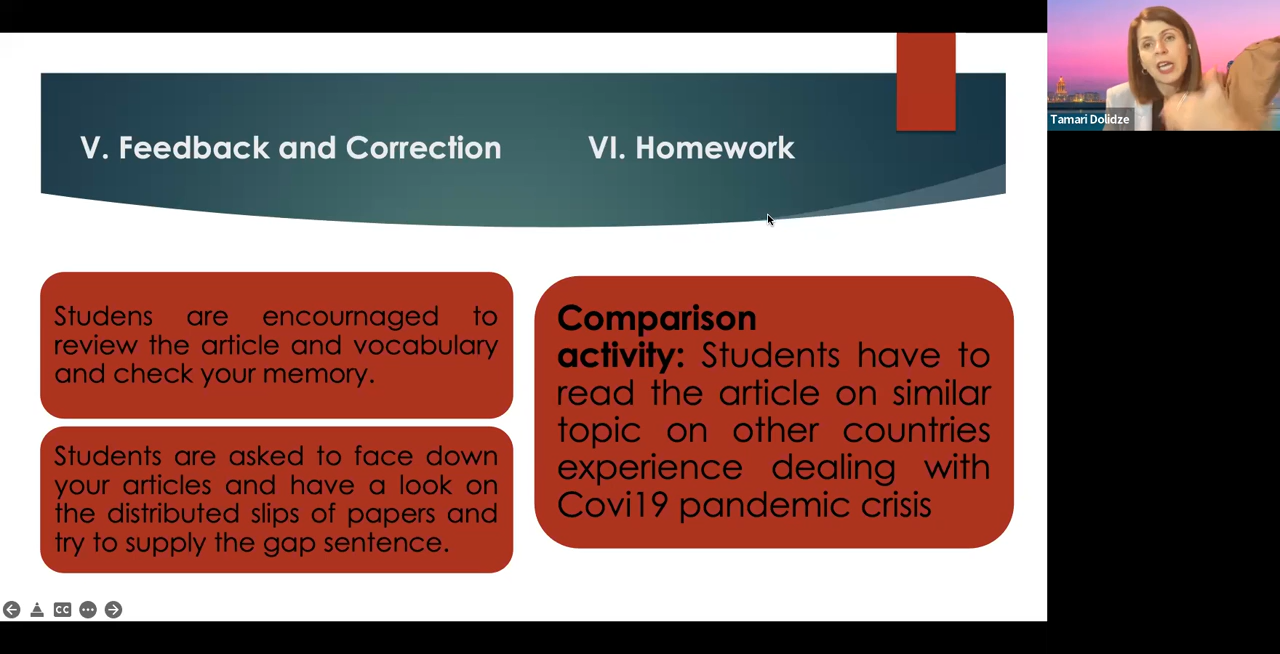 V. Feedback and Correction VI. Homework
Studens are encournaged to
review the article and vocabulary
and check your memory.
Students are asked to face down
your articles and have a look on
the distributed slips of papers and
try to supply the gap sentence.
Comparison
activity: Students have to
read the article on similar
topic on other countries
experience dealing with
Covi19 pandemic crisis
Tamari Dolidze
CC